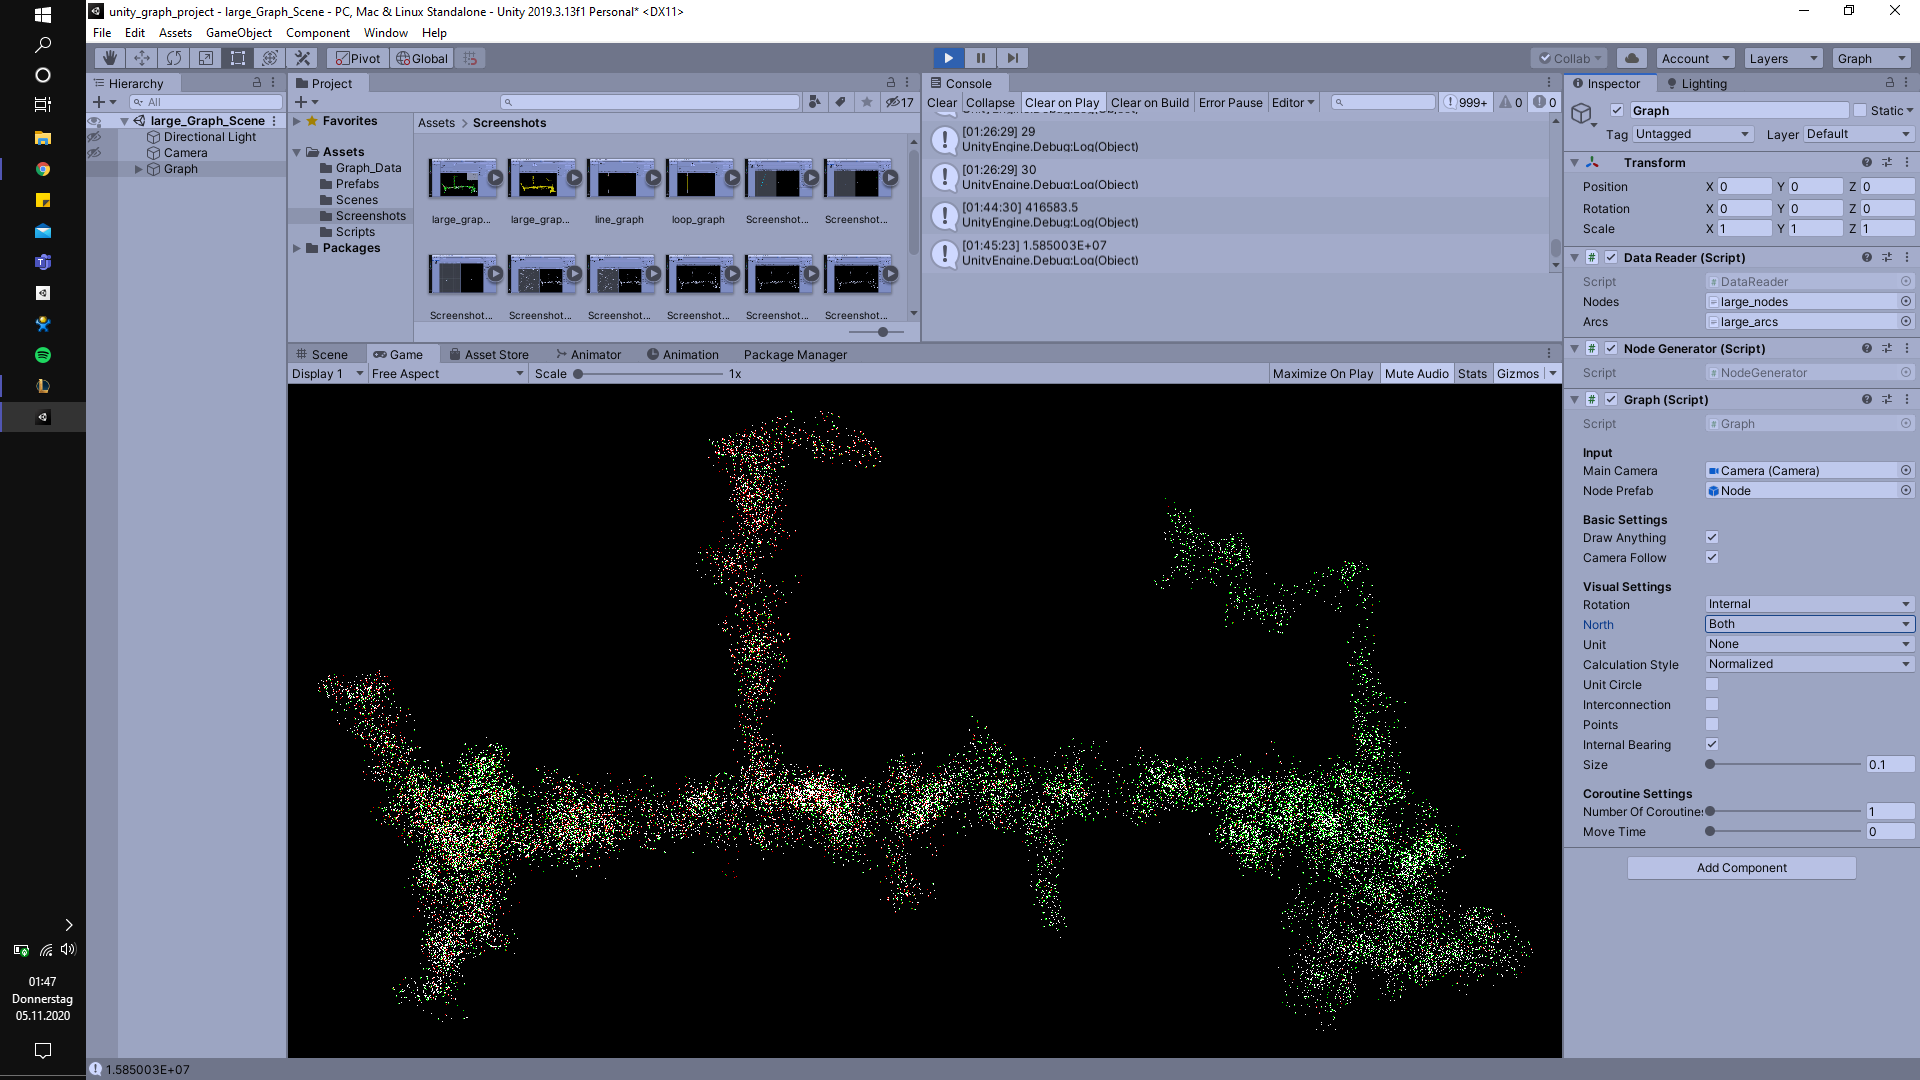 unity_graph_project - large_Graph_Scene - PC, Mac & Linux Standalone - Unity 2019.3.13f1 Personal* <DX11>
File Edit Assets GameObject Component Window Help
Pivot Global Collab Account Layers Graph
Hierarchy
All
large_Graph_Scene
Directional Light
Camera
Graph
Project
17
Favorites
Assets
Graph_Data
Prefabs
Scenes
Screenshots
Scripts
Packages
Assets > Screenshots
large_grap... large_grap... line_graph loop_graph Screenshot... Screenshot...
Screenshot... Screenshot... Screenshot... Screenshot... Screenshot... Screenshot...
Console
Clear Collapse Clear on Play Clear on Build Error Pause Editor 999+ 0 0
UnityEngine.Debug:Log(Object)
[01:26:29] 29
UnityEngine.Debug:Log(Object)
[01:26:29] 30
UnityEngine.Debug:Log(Object)
[01:44:30] 416583.5
UnityEngine.Debug:Log(Object)
[01:45:23] 1.585003E+07
UnityEngine.Debug:Log(Object)
Scene Game Asset Store Animator Animation Package Manager
Display 1 Free Aspect Scale 1x Maximize On Play Mute Audio Stats Gizmos
Inspector Lighting
Graph Static
Tag Untagged Layer Default
Transform
Position X 0 Y 0 Z 0
Rotation X 0 Y 0 Z 0
Scale X 1 Y 1 Z 1
Data Reader (Script)
Script DataReader
Nodes large_nodes
Arcs large_arcs
Node Generator (Script)
Script NodeGenerator
Graph (Script)
Script Graph
Input
Main Camera Camera (Camera)
Node Prefab Node
Basic Settings
Draw Anything
Camera Follow
Visual Settings
Rotation Internal
North Both
Unit None
Calculation Style Normalized
Unit Circle
Interconnection
Points
Internal Bearing
Size 0.1
Coroutine Settings
Number Of Coroutine 1
Move Time 0
Add Component
01:47
Donnerstag
05.11.2020
1.585003E+07